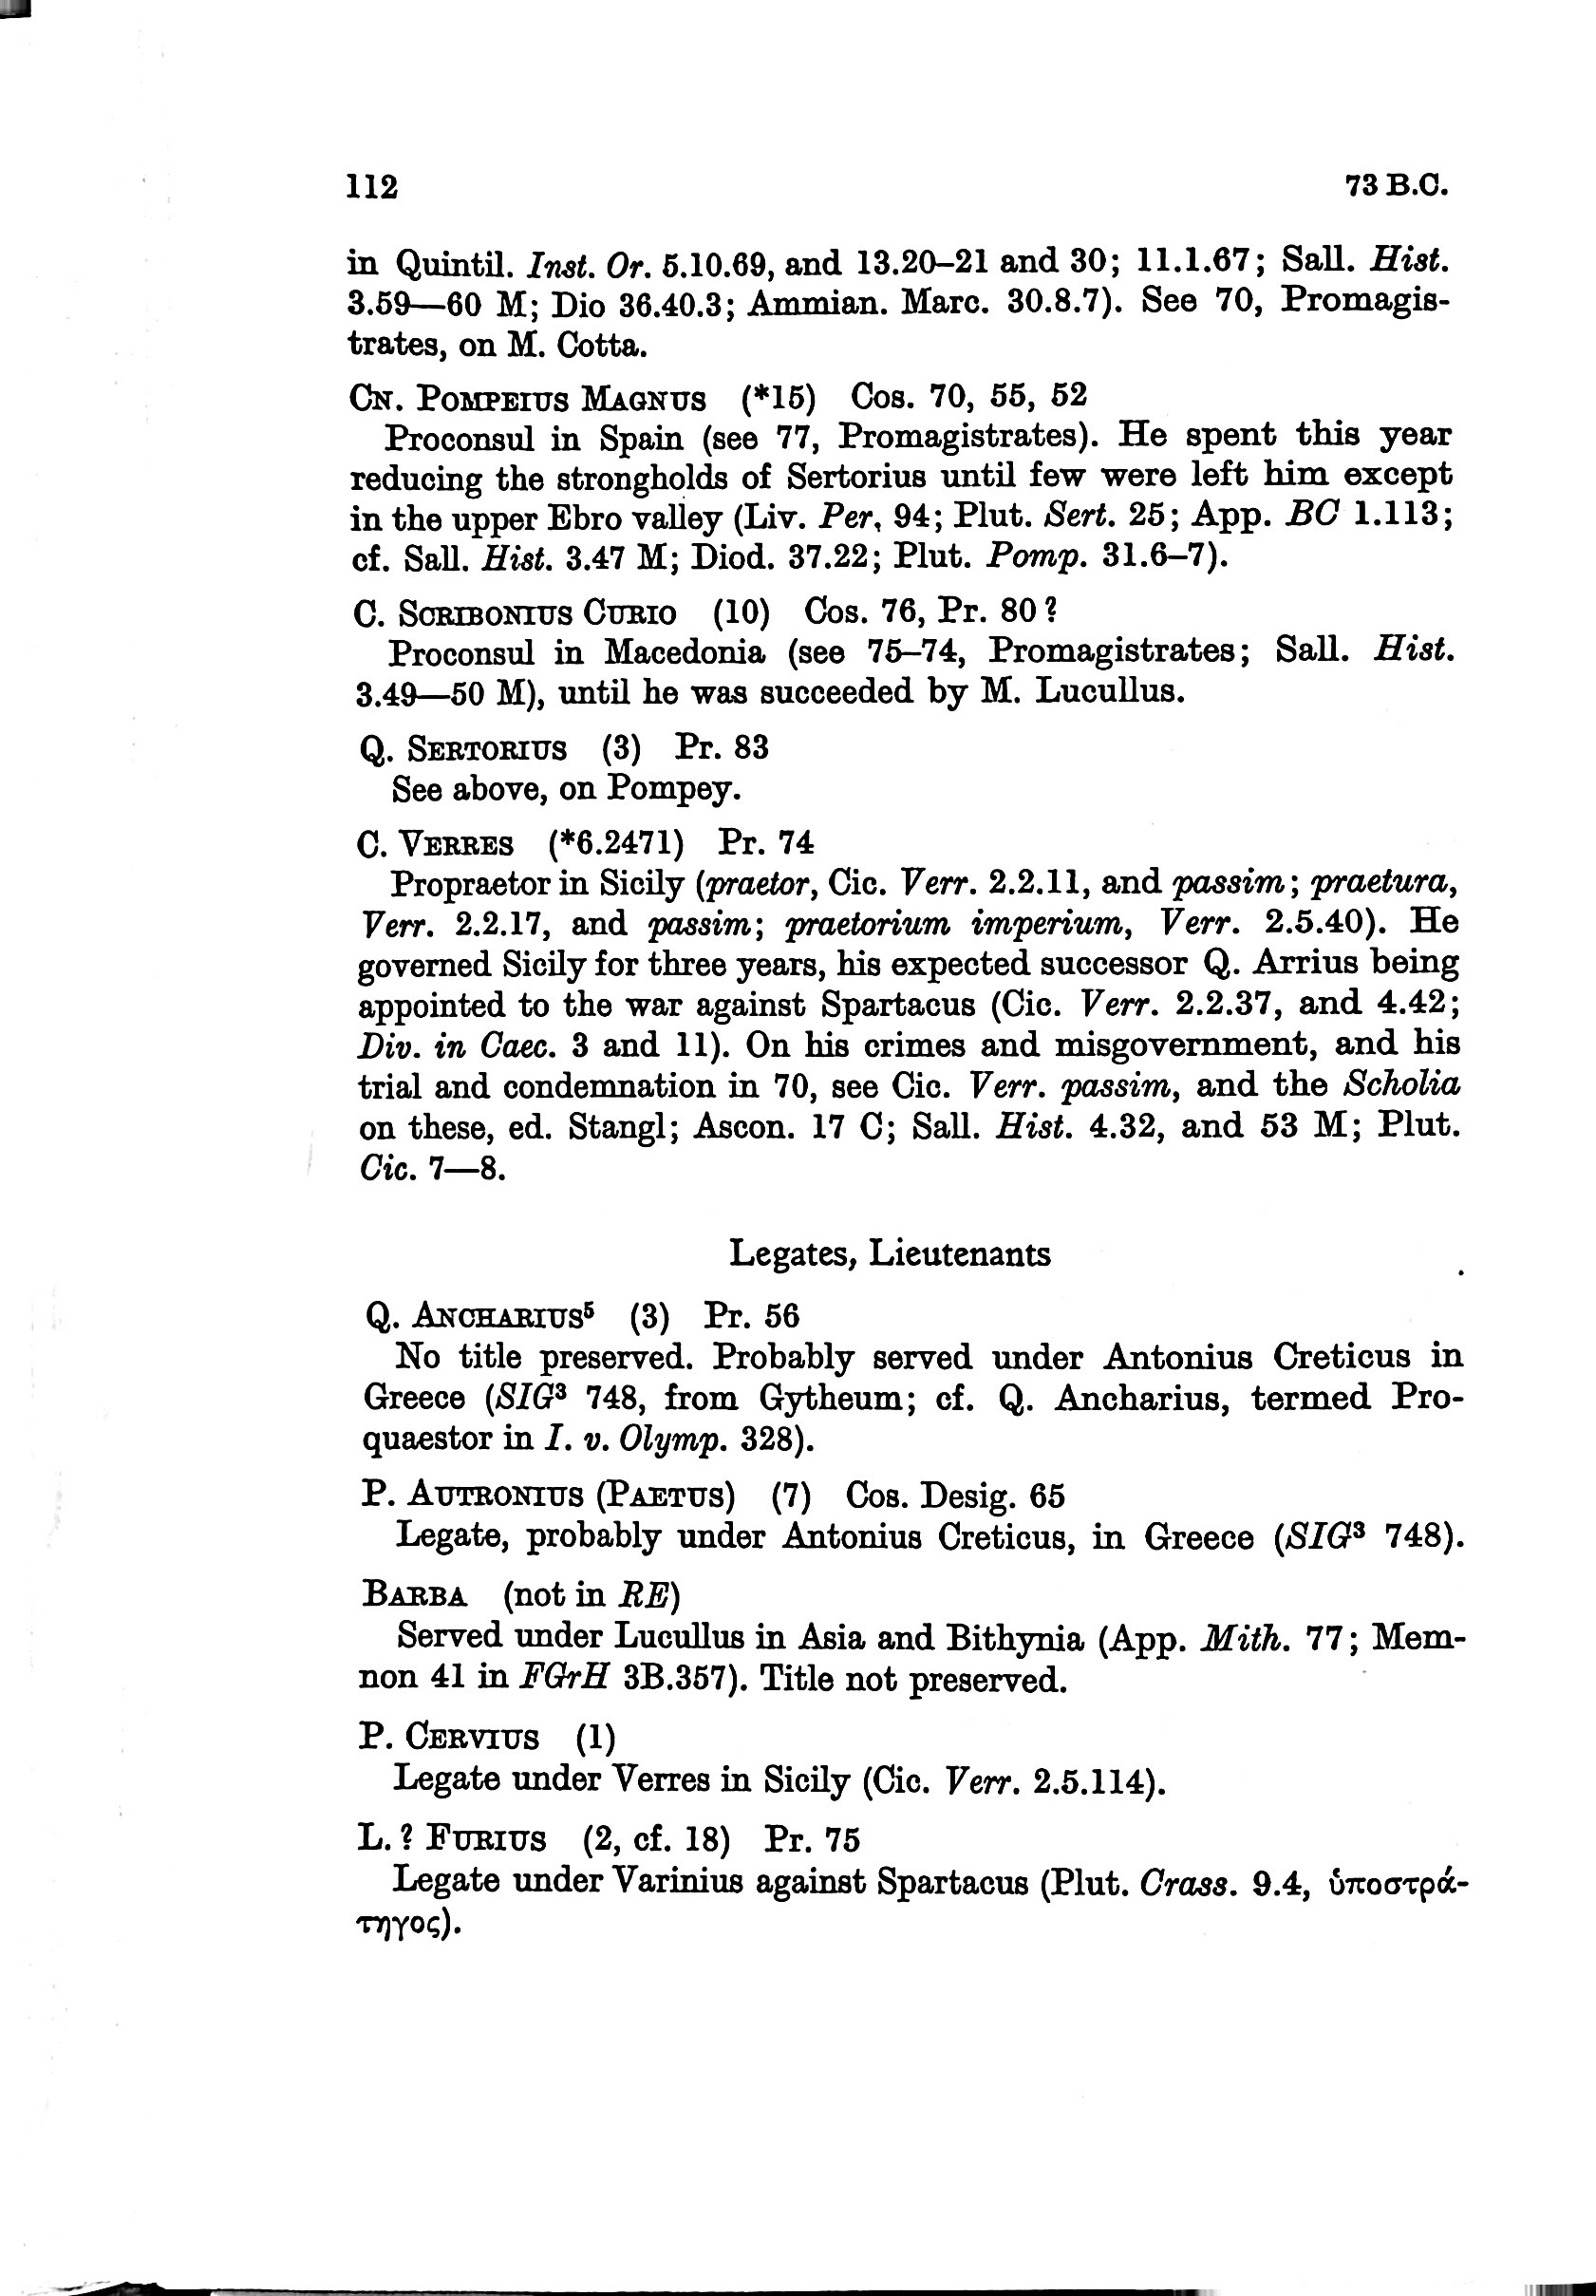 112 73 B.C.
in Quintil. Inst. Or. 5.10.69, and 13.20–21 and 30; 11.1.67; Sall. Hist.
3.59—60 M; Dio 36.40.3; Ammian. Marc. 30.8.7). See 70, Promagis-
trates, on M. Cotta.
CN. POMPEIUS MAGNUS (*15) Cos. 70, 55, 52
Proconsul in Spain (see 77, Promagistrates). He spent this year
reducing the strongholds of Sertorius until few were left him except
in the upper Ebro valley (Liv. Per, 94; Plut. Sert. 25; App. BC 1.113;
cf. Sall. Hist. 3.47 M; Diod. 37.22; Plut. Pomp. 31.6–7).
C. SCRIBONIUS CURIO (10) Cos. 76, Pr. 80?
Proconsul in Macedonia (see 75–74, Promagistrates; Sall. Hist.
3.49—50 M), until he was succeeded by M. Lucullus.
Q. SERTORIUS (3) Pr. 83
See above, on Pompey.
C. VERRES (*6.2471) Pr. 74
Propraetor in Sicily (praetor, Cic. Verr. 2.2.11, and passim; praetura,
Verr. 2.2.17, and passim; praetorium imperium, Verr. 2.5.40). He
governed Sicily for three years, his expected successor Q. Arrius being
appointed to the war against Spartacus (Cic. Verr. 2.2.37, and 4.42;
Div. in Caec. 3 and 11). On his crimes and misgovernment, and his
trial and condemnation in 70, see Cic. Verr. passim, and the Scholia
on these, ed. Stangl; Ascon. 17 C; Sall. Hist. 4.32, and 53 M; Plut.
Cic. 7—8.
Legates, Lieutenants
Q. ANCHARIUS⁵ (3) Pr. 56
No title preserved. Probably served under Antonius Creticus in
Greece (SIG³ 748, from Gytheum; cf. Q. Ancharius, termed Pro-
quaestor in I. v. Olymp. 328).
P. AUTRONIUS (PAETUS) (7) Cos. Desig. 65
Legate, probably under Antonius Creticus, in Greece (SIG³ 748).
BARBA (not in RE)
Served under Lucullus in Asia and Bithynia (App. Mith. 77; Mem-
non 41 in FGrH 3B.357). Title not preserved.
P. CERVIUS (1)
Legate under Verres in Sicily (Cic. Verr. 2.5.114).
L.? FURIUS (2, cf. 18) Pr. 75
Legate under Varinius against Spartacus (Plut. Crass. 9.4, ὑποστρά-
τηγος).